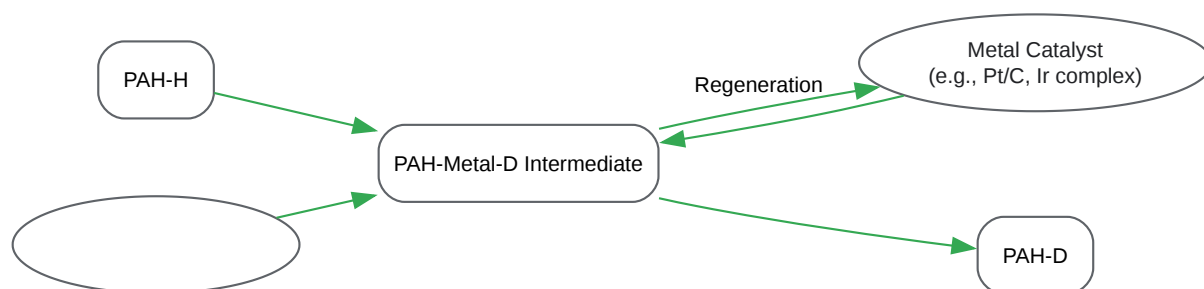 PAH-H
Metal Catalyst
(e.g., Pt/C, Ir complex)
Regeneration
PAH-Metal-D Intermediate
PAH-D